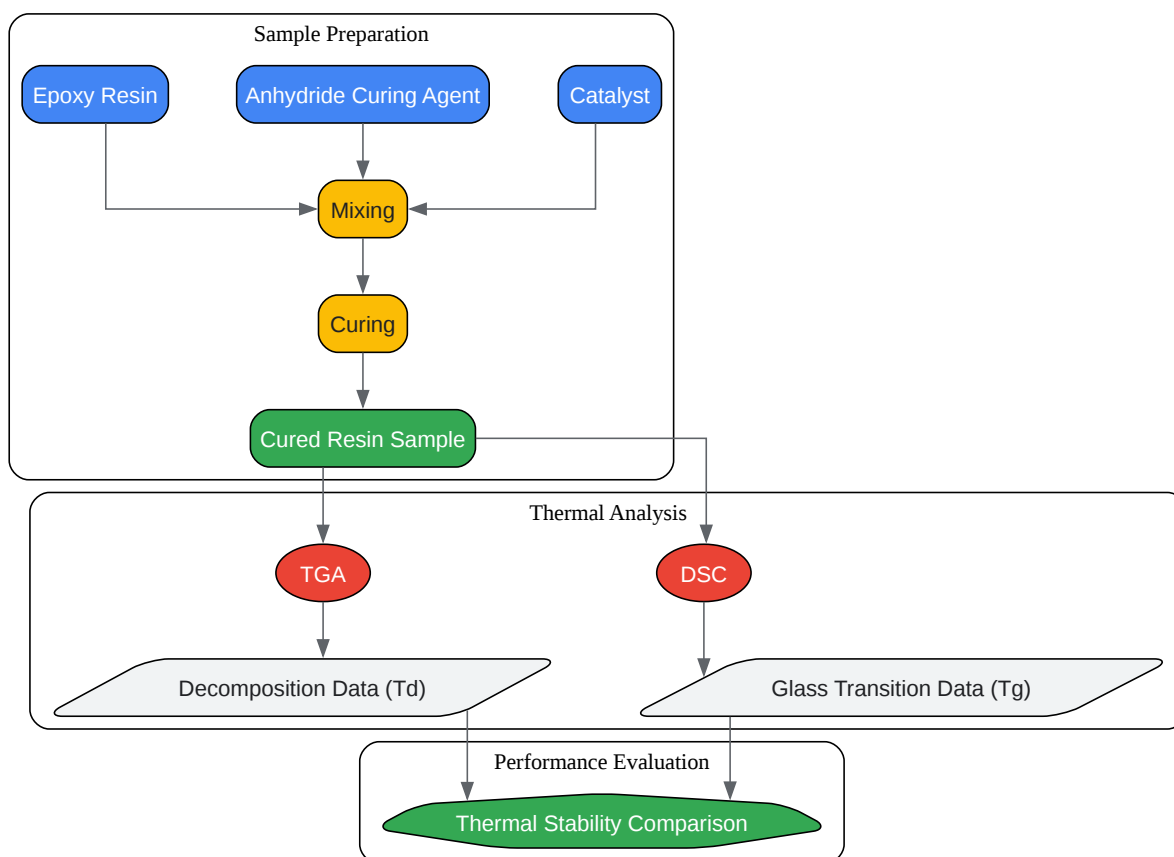 Sample Preparation
Epoxy Resin
Anhydride Curing Agent
Catalyst
Mixing
Curing
Cured Resin Sample
Thermal Analysis
TGA
DSC
Decomposition Data (Td)
Glass Transition Data (Tg)
Performance Evaluation
Thermal Stability Comparison